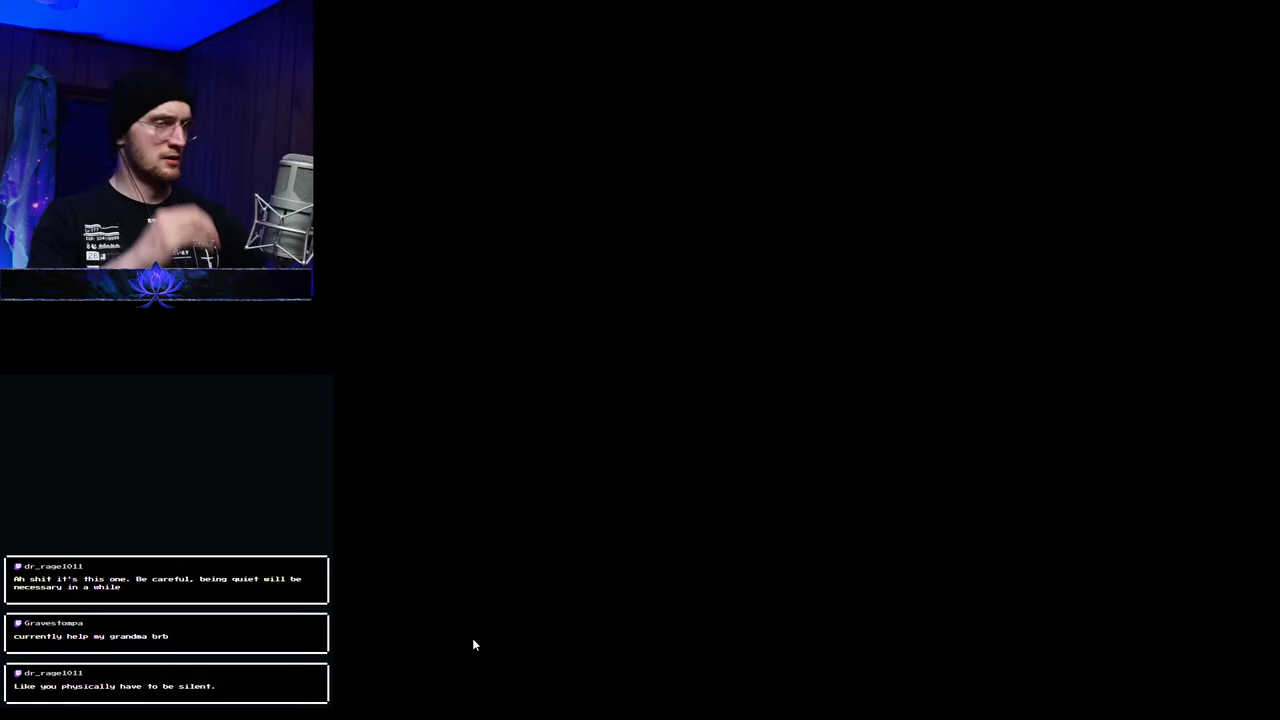 dr_rage1011
Ah shit it's this one. Be careful, being quiet will be
necessary in a while
Gravestompa
currently help my grandma brb
dr_rage1011
Like you physically have to be silent.